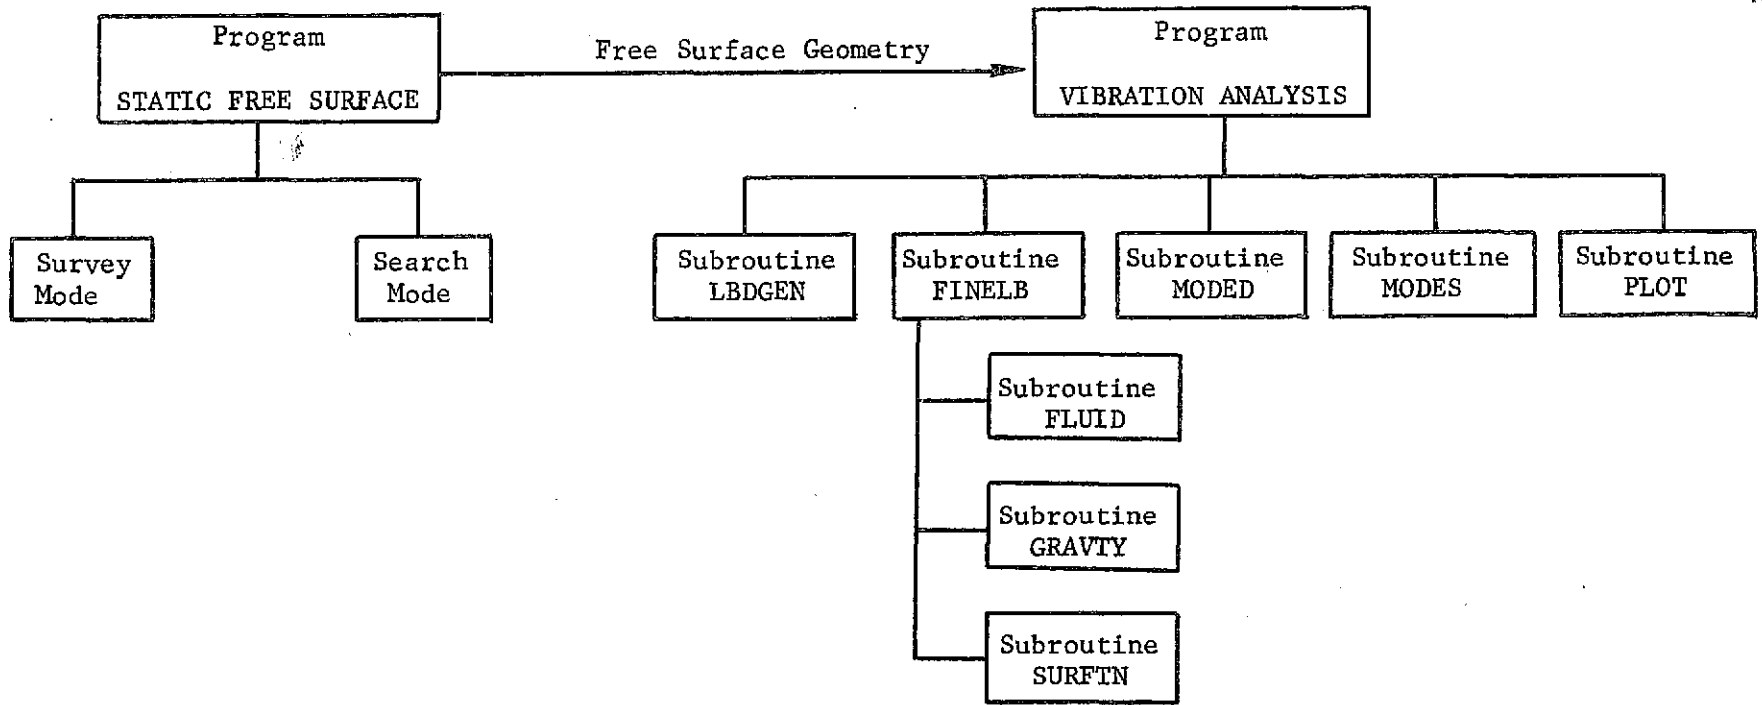 Program
STATIC FREE SURFACE
Free Surface Geometry
Program
VIBRATION ANALYSIS
Survey
Mode
Search
Mode
Subroutine
LBDGEN
Subroutine
FINELB
Subroutine
MODED
Subroutine
MODES
Subroutine
PLOT
Subroutine
FLUID
Subroutine
GRAVTY
Subroutine
SURFTN